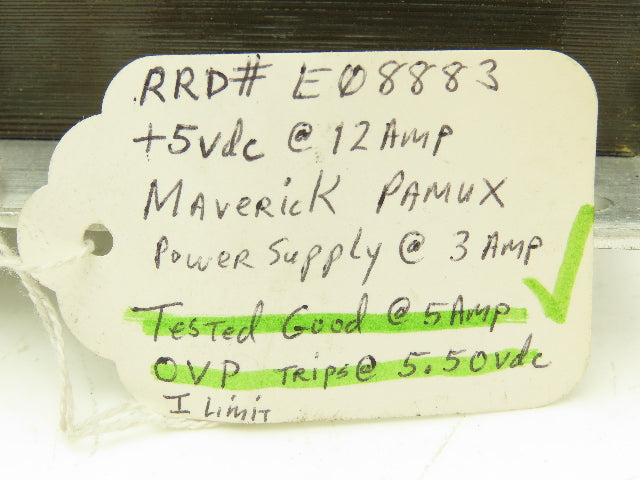 RRD# E08883
+5vdc @ 12 Amp
Maverick PAMUX
Power Supply @ 3 Amp
Tested Good @ 5 Amp
OVP trips @ 5.50vdc
I Limit